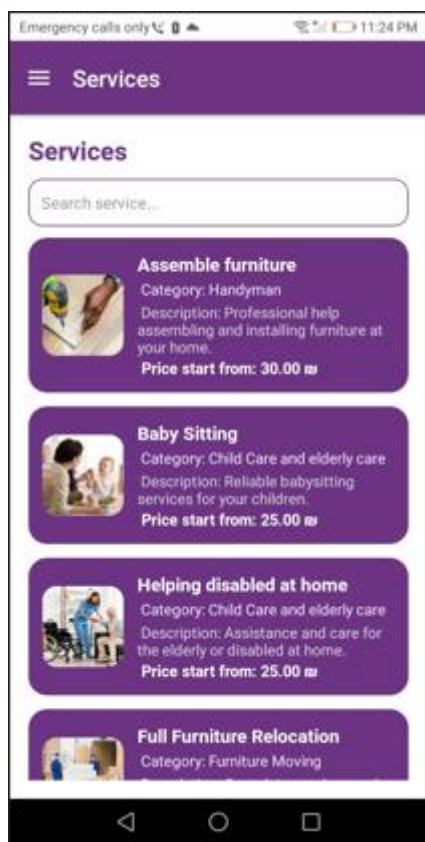 Emergency calls only
11:24 PM
Services
Services
Search service...
Assemble furniture
Category: Handyman
Description: Professional help
assembling and installing furniture at
your home.
Price start from: 30.00 ₪
Baby Sitting
Category: Child Care and elderly care
Description: Reliable babysitting
services for your children.
Price start from: 25.00 ₪
Helping disabled at home
Category: Child Care and elderly care
Description: Assistance and care for
the elderly or disabled at home.
Price start from: 25.00 ₪
Full Furniture Relocation
Category: Furniture Moving